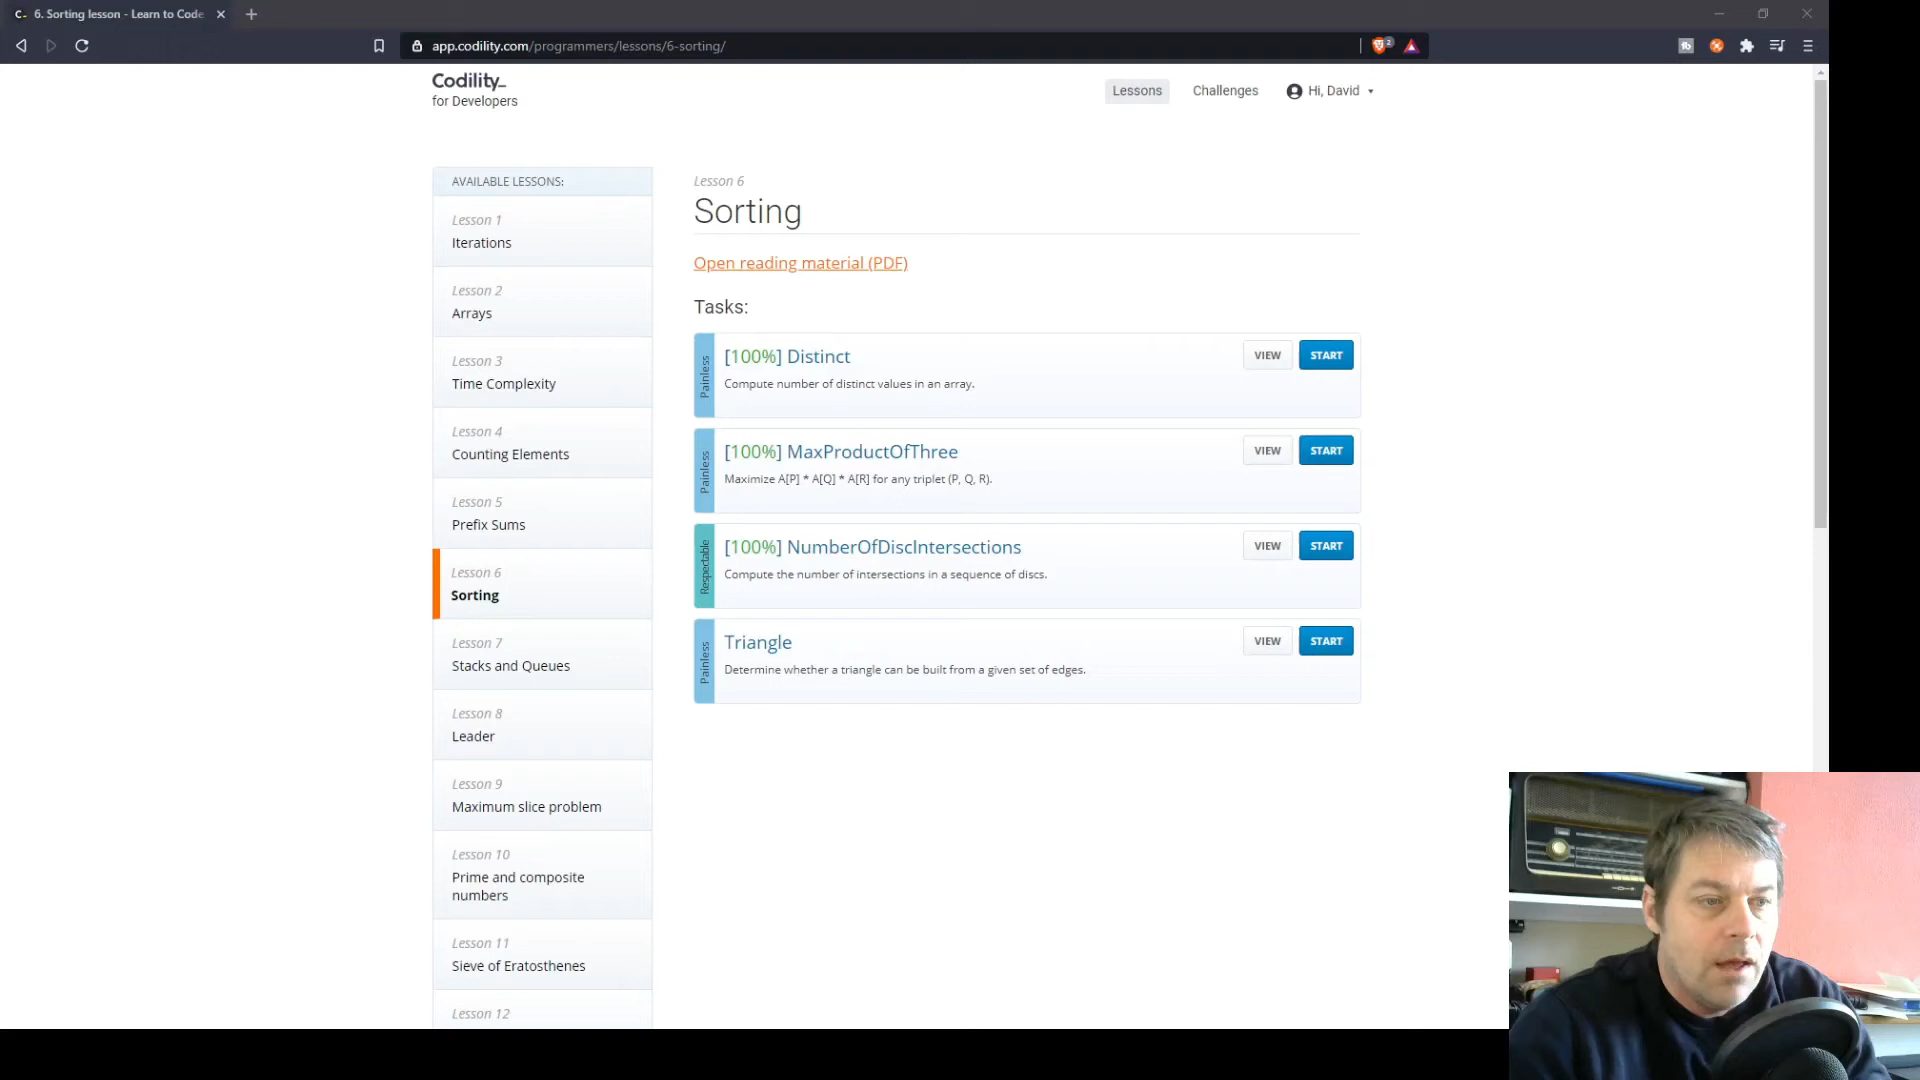 6. Sorting lesson - Learn to Code
app.codility.com/programmers/lessons/6-sorting/
2
Codility_
for Developers
Lessons
Challenges
Hi, David
AVAILABLE LESSONS:
Lesson 1
Iterations
Lesson 2
Arrays
Lesson 3
Time Complexity
Lesson 4
Counting Elements
Lesson 5
Prefix Sums
Lesson 6
Sorting
Lesson 7
Stacks and Queues
Lesson 8
Leader
Lesson 9
Maximum slice problem
Lesson 10
Prime and composite
numbers
Lesson 11
Sieve of Eratosthenes
Lesson 12
Lesson 6
Sorting
Open reading material (PDF)
Tasks:
Painless
[100%] Distinct
VIEW
START
Compute number of distinct values in an array.
Painless
[100%] MaxProductOfThree
VIEW
START
Maximize A[P] * A[Q] * A[R] for any triplet (P, Q, R).
Respectable
[100%] NumberOfDiscIntersections
VIEW
START
Compute the number of intersections in a sequence of discs.
Painless
Triangle
VIEW
START
Determine whether a triangle can be built from a given set of edges.